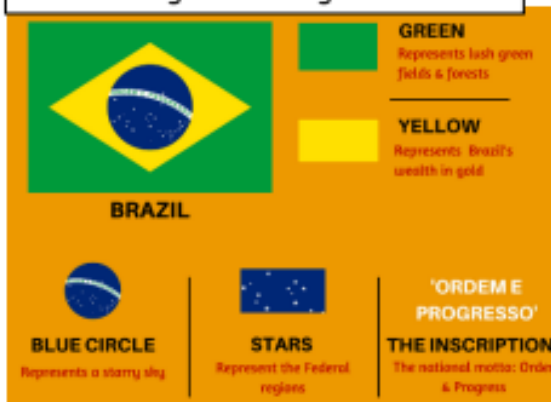 GREEN
Represents lush green
fields & forests
YELLOW
Represents Brazil's
wealth in gold
BRAZIL
BLUE CIRCLE
Represents a starry sky
STARS
Represent the Federal
regions
'ORDEM E
PROGRESSO'
THE INSCRIPTION
The national motto: Order
& Progress